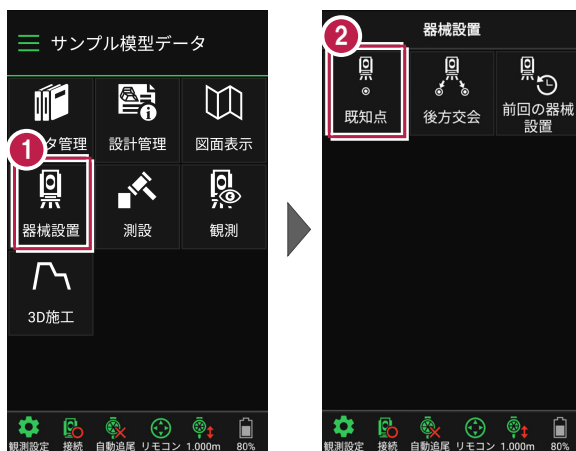 サンプル模型データ
タ管理
設計管理
図面表示
1
器械設置
測設
観測
3D施工
観測設定
接続
自動追尾
リモコン
1.000m
80%
2
器械設置
既知点
後方交会
前回の器械
設置
観測設定
接続
自動追尾
リモコン
1.000m
80%